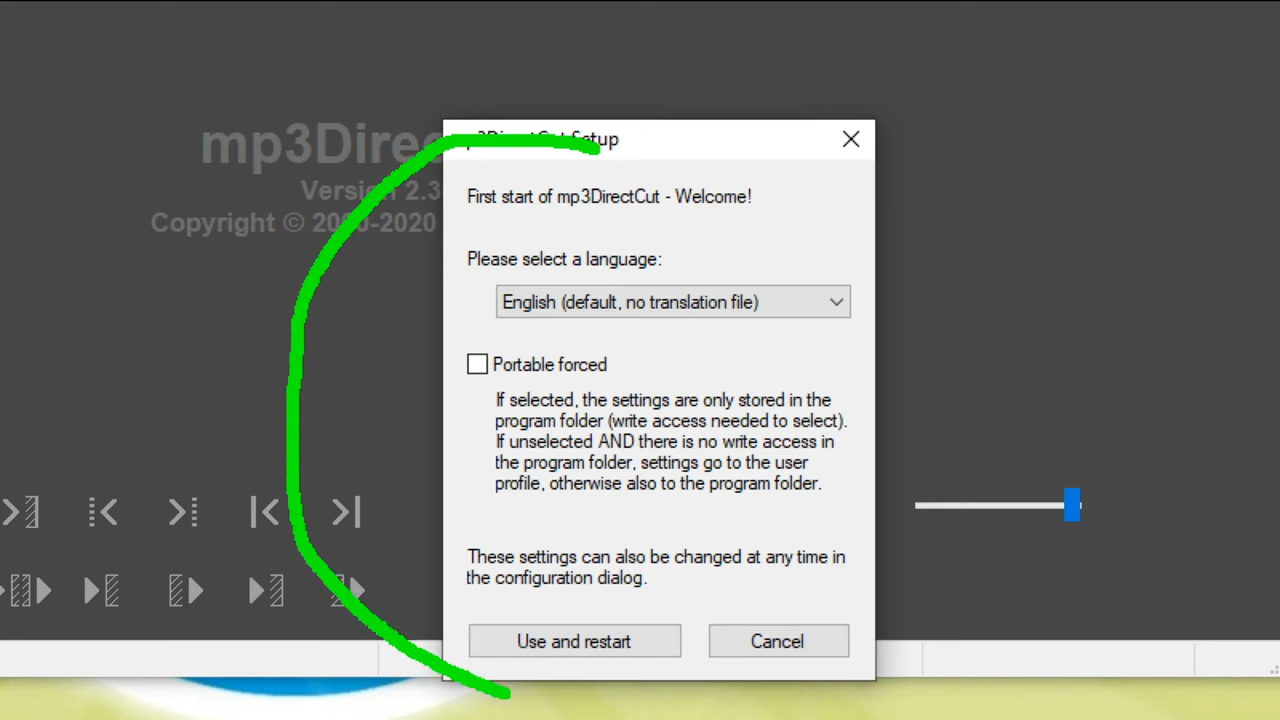 mp3Direc
Version 2.3
Copyright © 2000-2020
Setup
First start of mp3DirectCut - Welcome!
Please select a language:
English (default, no translation file)
Portable forced
If selected, the settings are only stored in the
program folder (write access needed to select).
If unselected AND there is no write access in
the program folder, settings go to the user
profile, otherwise also to the program folder.
These settings can also be changed at any time in
the configuration dialog.
Use and restart
Cancel